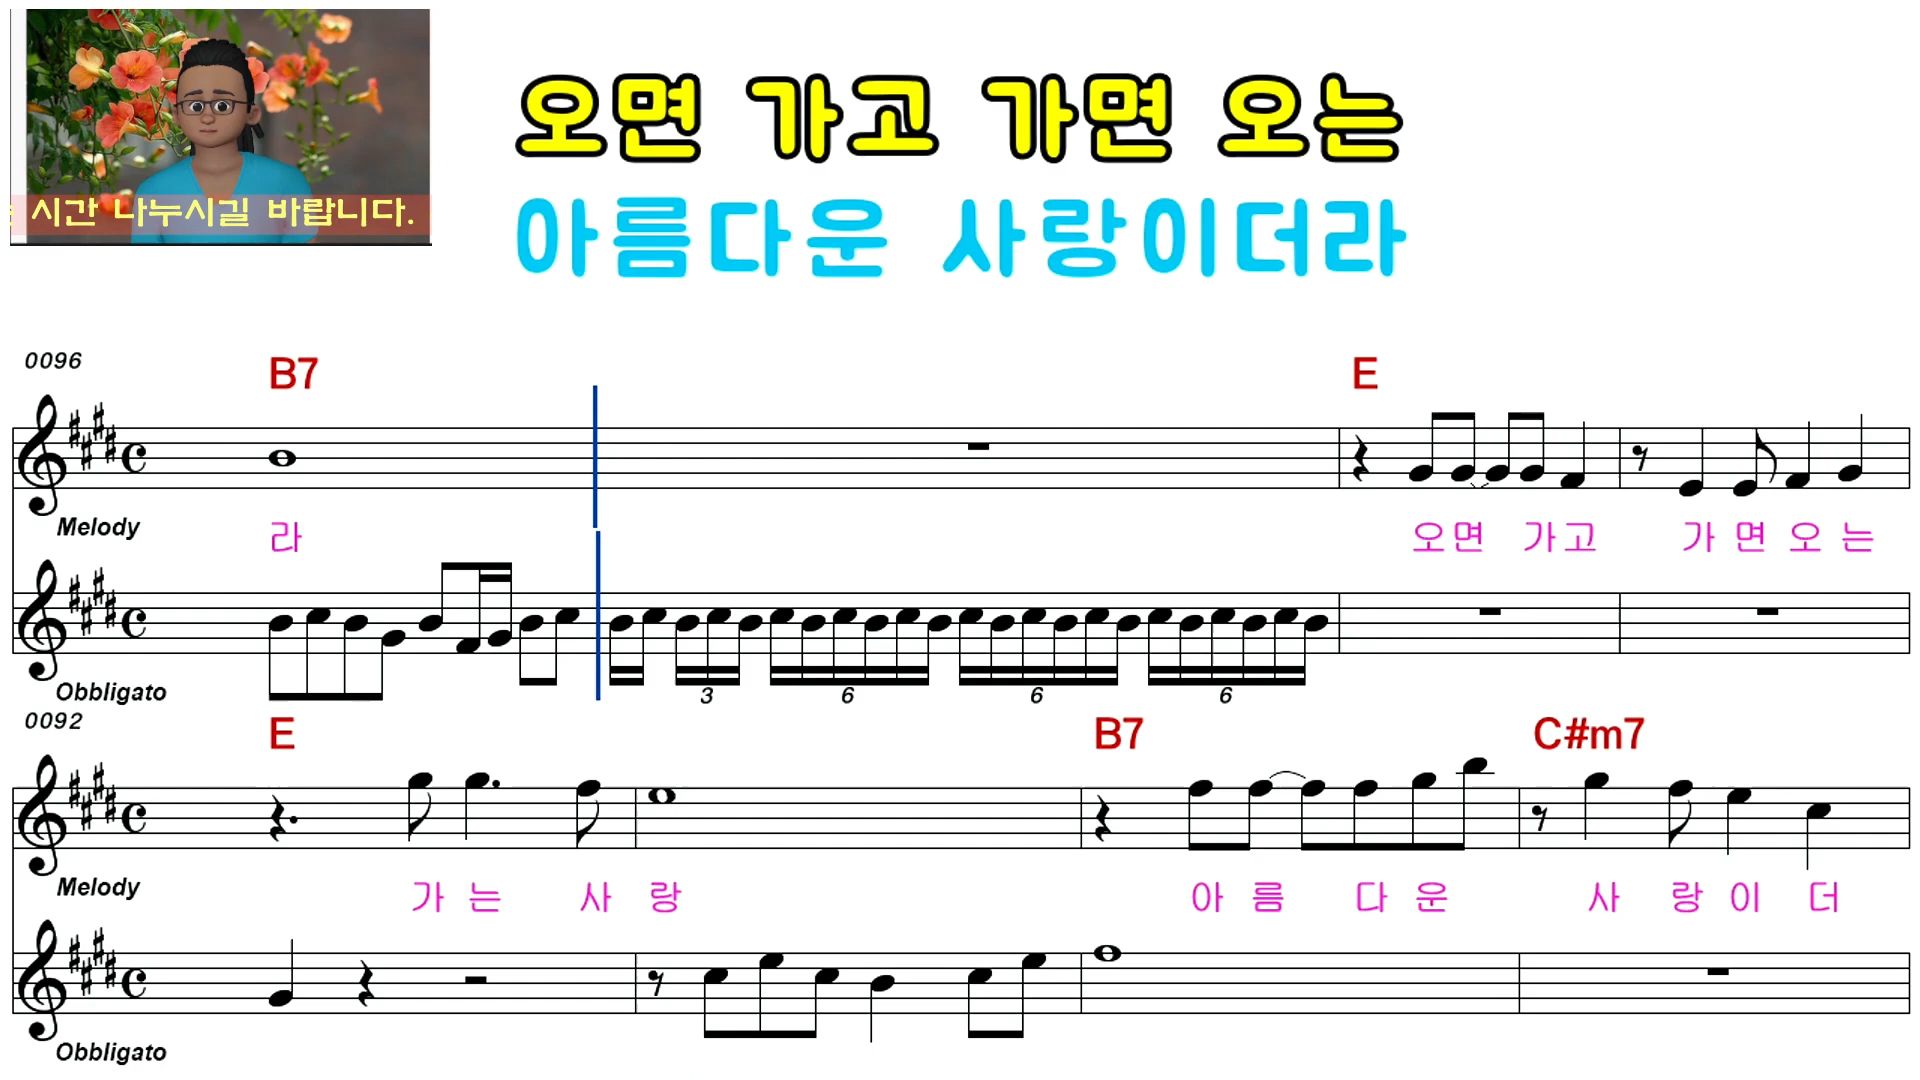 시간 나누시길 바랍니다.
오면 가고 가면 오는
아름다운 사랑이더라
0096
B7 E
Melody
라 오면 가고 가 면 오 는
3 6 6 6
Obbligato
0092
E B7 C#m7
Melody
가 는 사 랑 아 름 다 운 사 랑 이 더
Obbligato